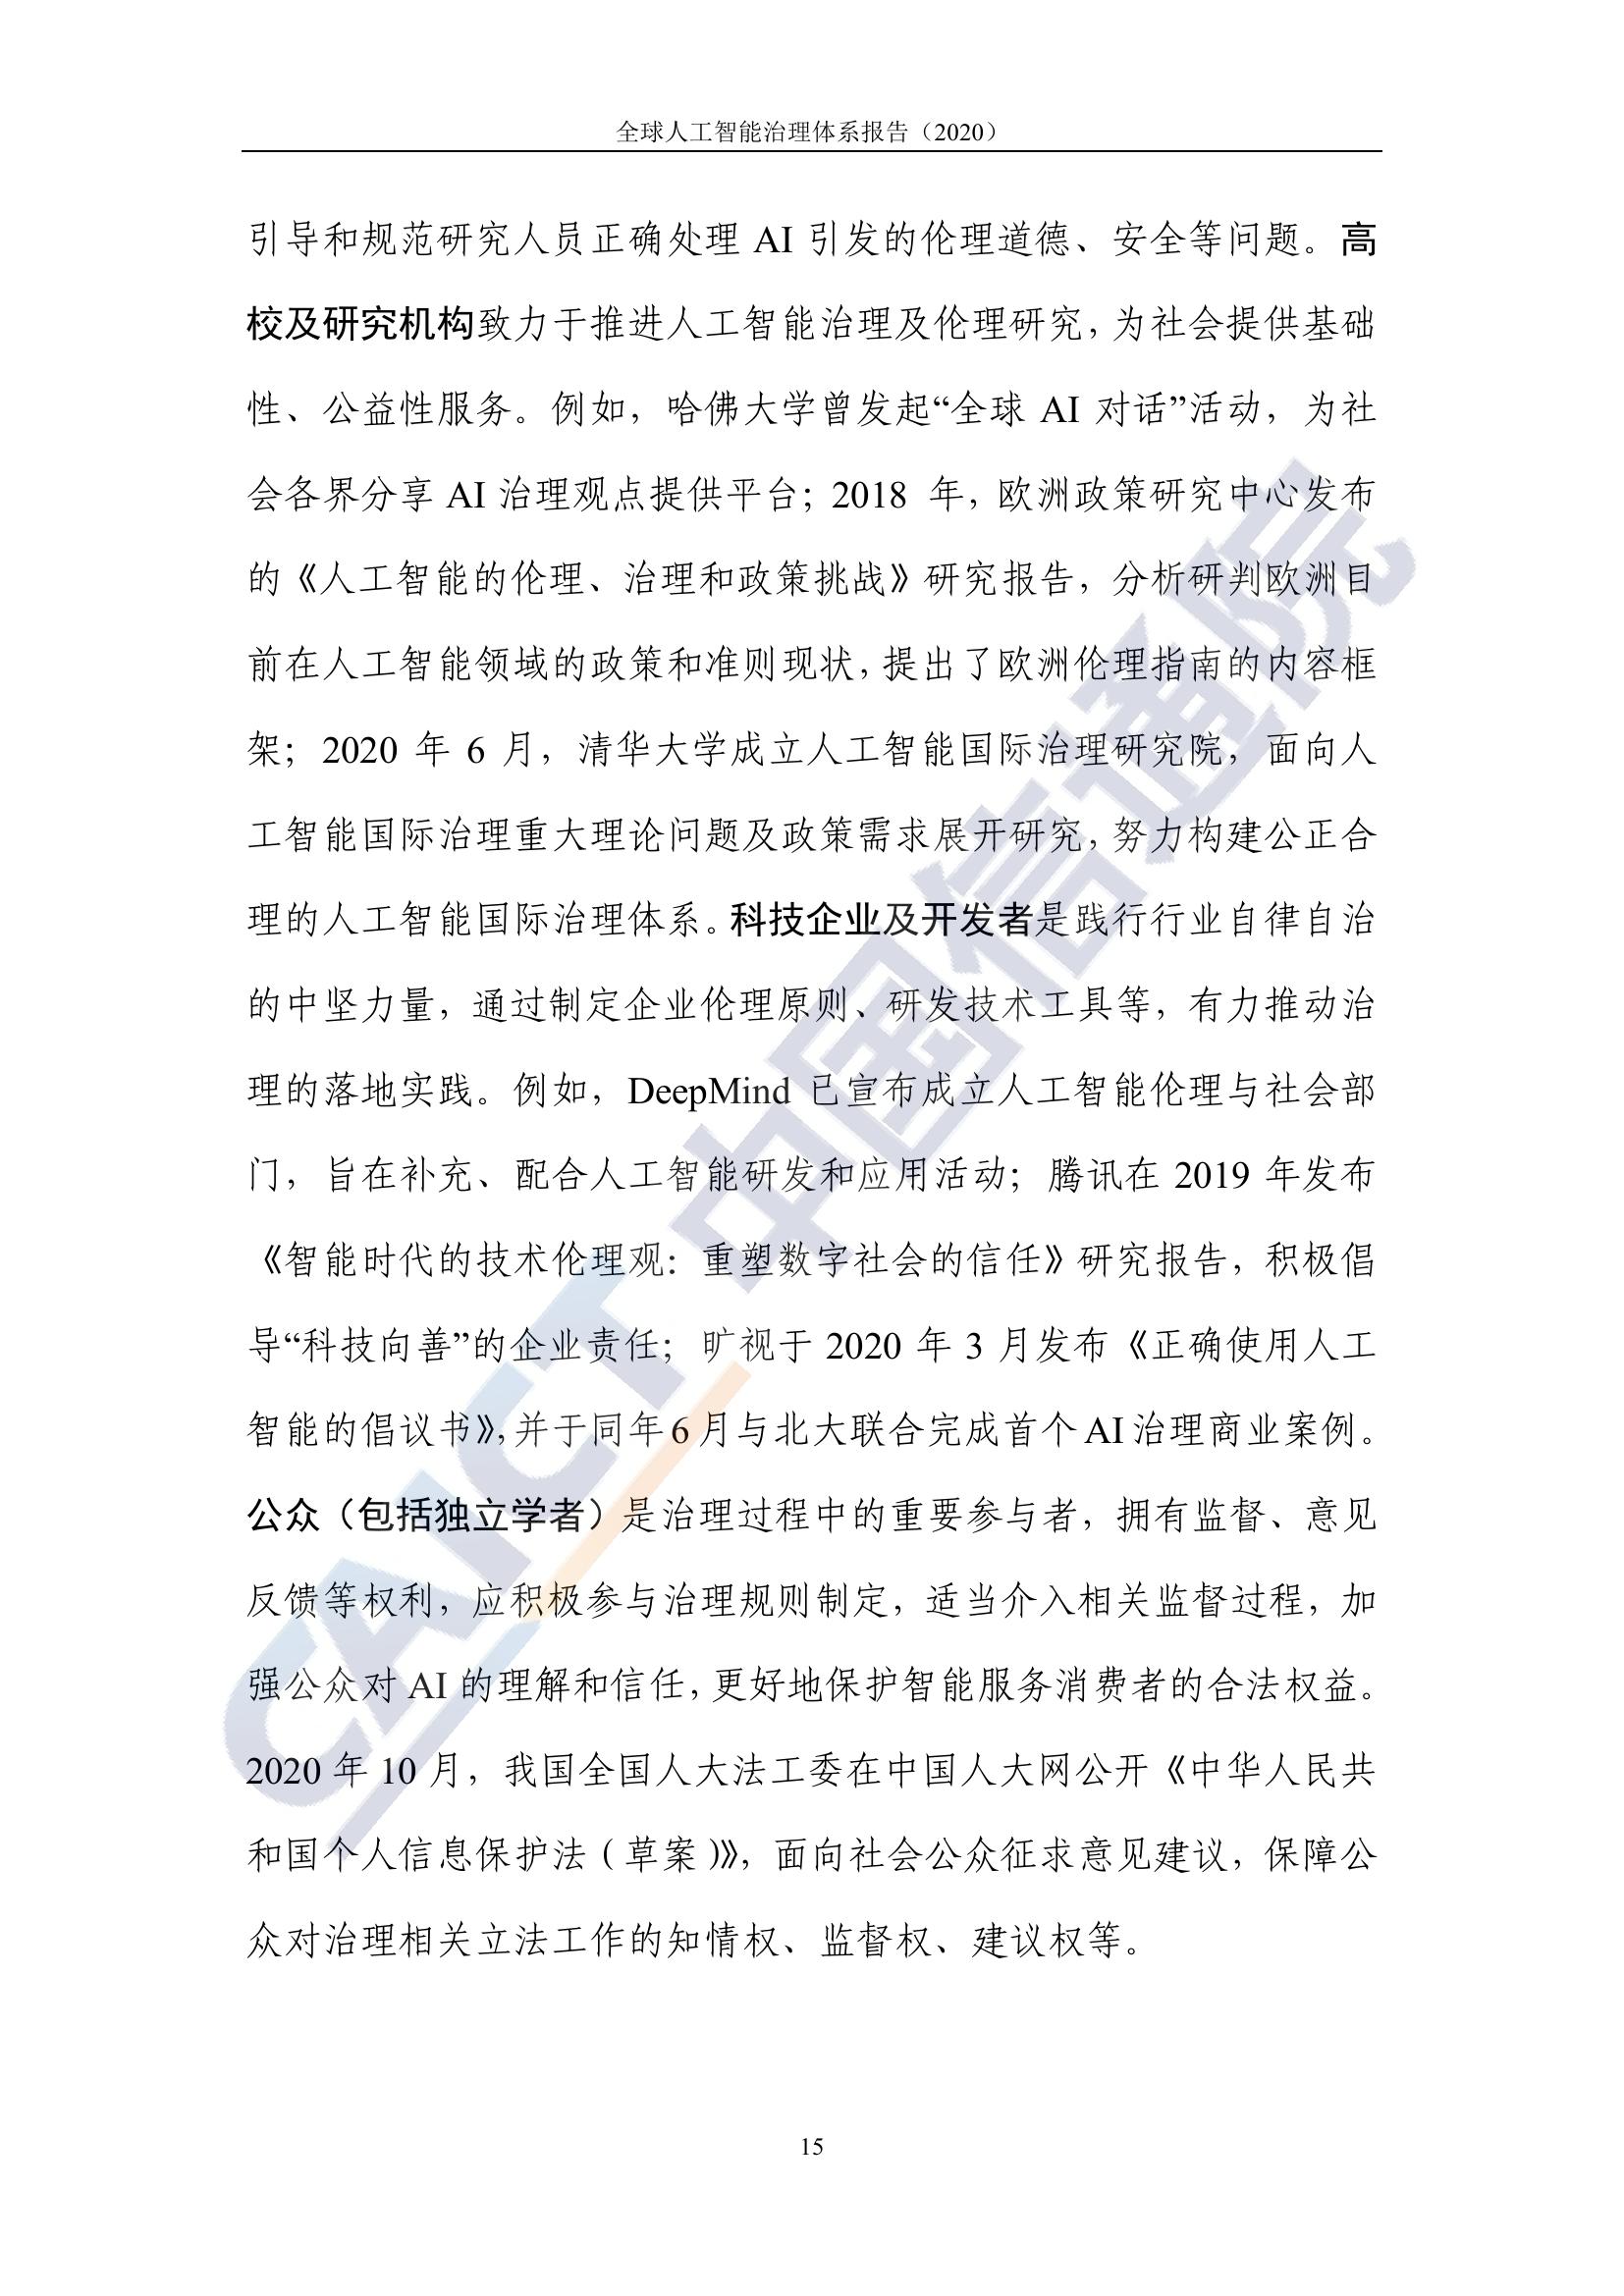 全球人工智能治理体系报告（2020）
引导和规范研究人员正确处理 AI 引发的伦理道德、安全等问题。高
校及研究机构致力于推进人工智能治理及伦理研究，为社会提供基础
性、公益性服务。例如，哈佛大学曾发起“全球 AI 对话”活动，为社
会各界分享 AI 治理观点提供平台；2018 年，欧洲政策研究中心发布
的《人工智能的伦理、治理和政策挑战》研究报告，分析研判欧洲目
前在人工智能领域的政策和准则现状，提出了欧洲伦理指南的内容框
架；2020 年 6 月，清华大学成立人工智能国际治理研究院，面向人
工智能国际治理重大理论问题及政策需求展开研究，努力构建公正合
理的人工智能国际治理体系。科技企业及开发者是践行行业自律自治
的中坚力量，通过制定企业伦理原则、研发技术工具等，有力推动治
理的落地实践。例如，DeepMind 已宣布成立人工智能伦理与社会部
门，旨在补充、配合人工智能研发和应用活动；腾讯在 2019 年发布
《智能时代的技术伦理观：重塑数字社会的信任》研究报告，积极倡
导“科技向善”的企业责任；旷视于 2020 年 3 月发布《正确使用人工
智能的倡议书》，并于同年 6 月与北大联合完成首个 AI 治理商业案例。
公众（包括独立学者）是治理过程中的重要参与者，拥有监督、意见
反馈等权利，应积极参与治理规则制定，适当介入相关监督过程，加
强公众对 AI 的理解和信任，更好地保护智能服务消费者的合法权益。
2020 年 10 月，我国全国人大法工委在中国人大网公开《中华人民共
和国个人信息保护法（草案）》，面向社会公众征求意见建议，保障公
众对治理相关立法工作的知情权、监督权、建议权等。
CAICT 中国信通院
15